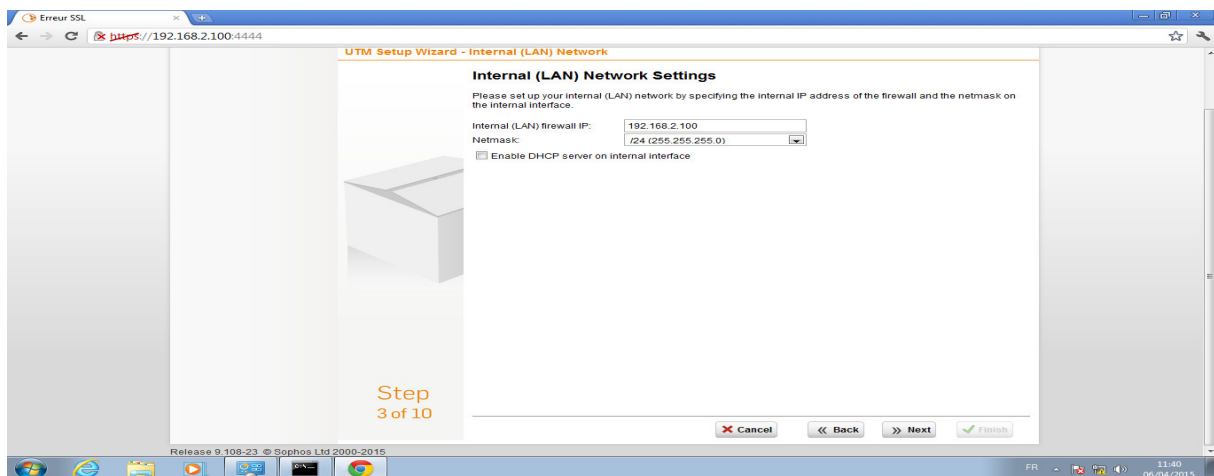 Erreur SSL
https://192.168.2.100:4444
UTM Setup Wizard - Internal (LAN) Network
Internal (LAN) Network Settings
Please set up your internal (LAN) network by specifying the internal IP address of the firewall and the netmask on
the internal interface.
Internal (LAN) firewall IP: 192.168.2.100
Netmask: /24 (255.255.255.0)
Enable DHCP server on internal interface
Step
3 of 10
Cancel Back Next Finish
Release 9.108-23 © Sophos Ltd 2000-2015
FR 11:40
06/04/2015